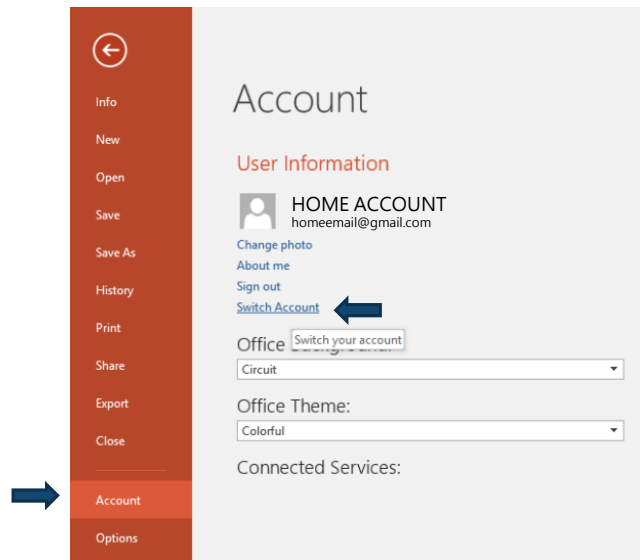 Info
New
Open
Save
Save As
History
Print
Share
Export
Close
Account
Options
Account
User Information
HOME ACCOUNT
homeemail@gmail.com
Change photo
About me
Sign out
Switch Account
Switch your account
Office Background:
Circuit
Office Theme:
Colorful
Connected Services: